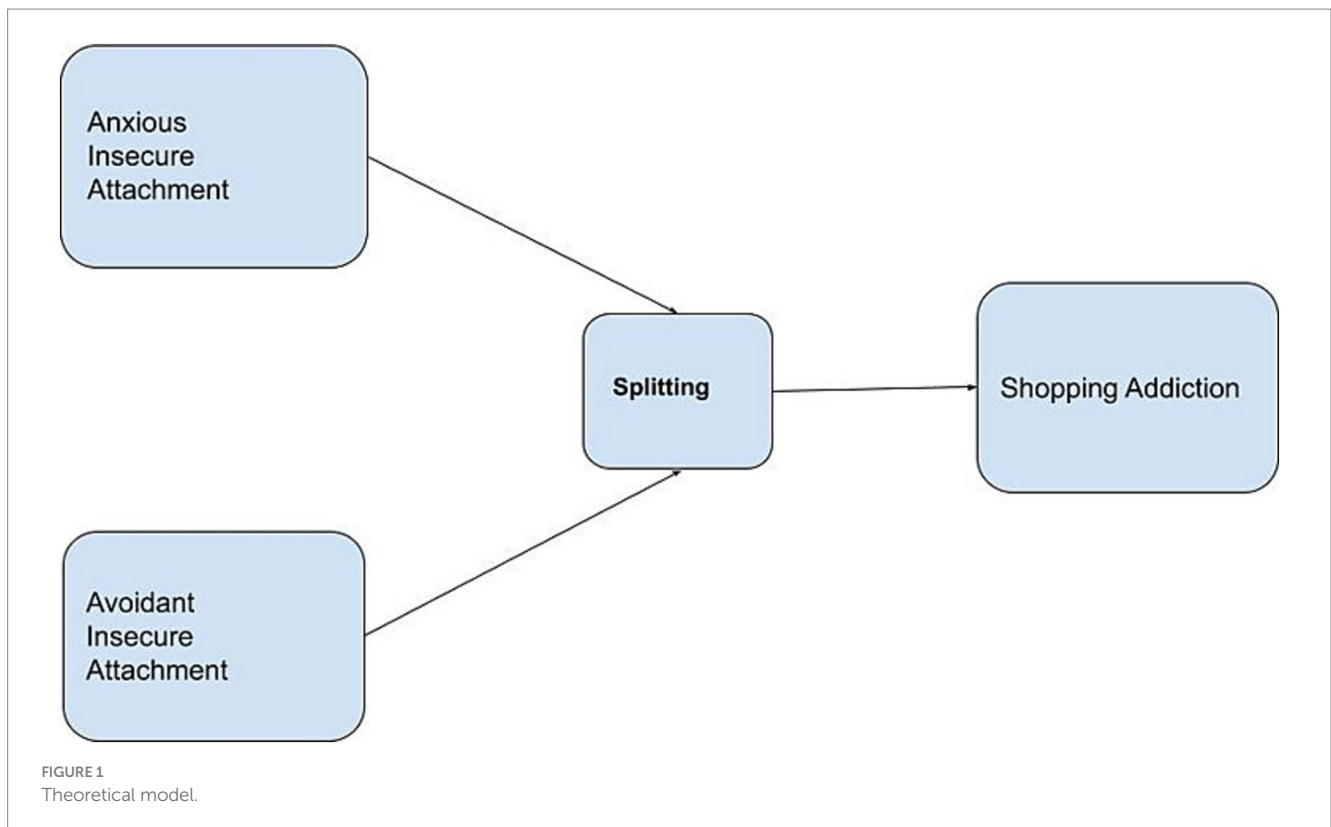 Anxious
Insecure
Attachment
Splitting
Shopping Addiction
Avoidant
Insecure
Attachment
FIGURE 1
Theoretical model.